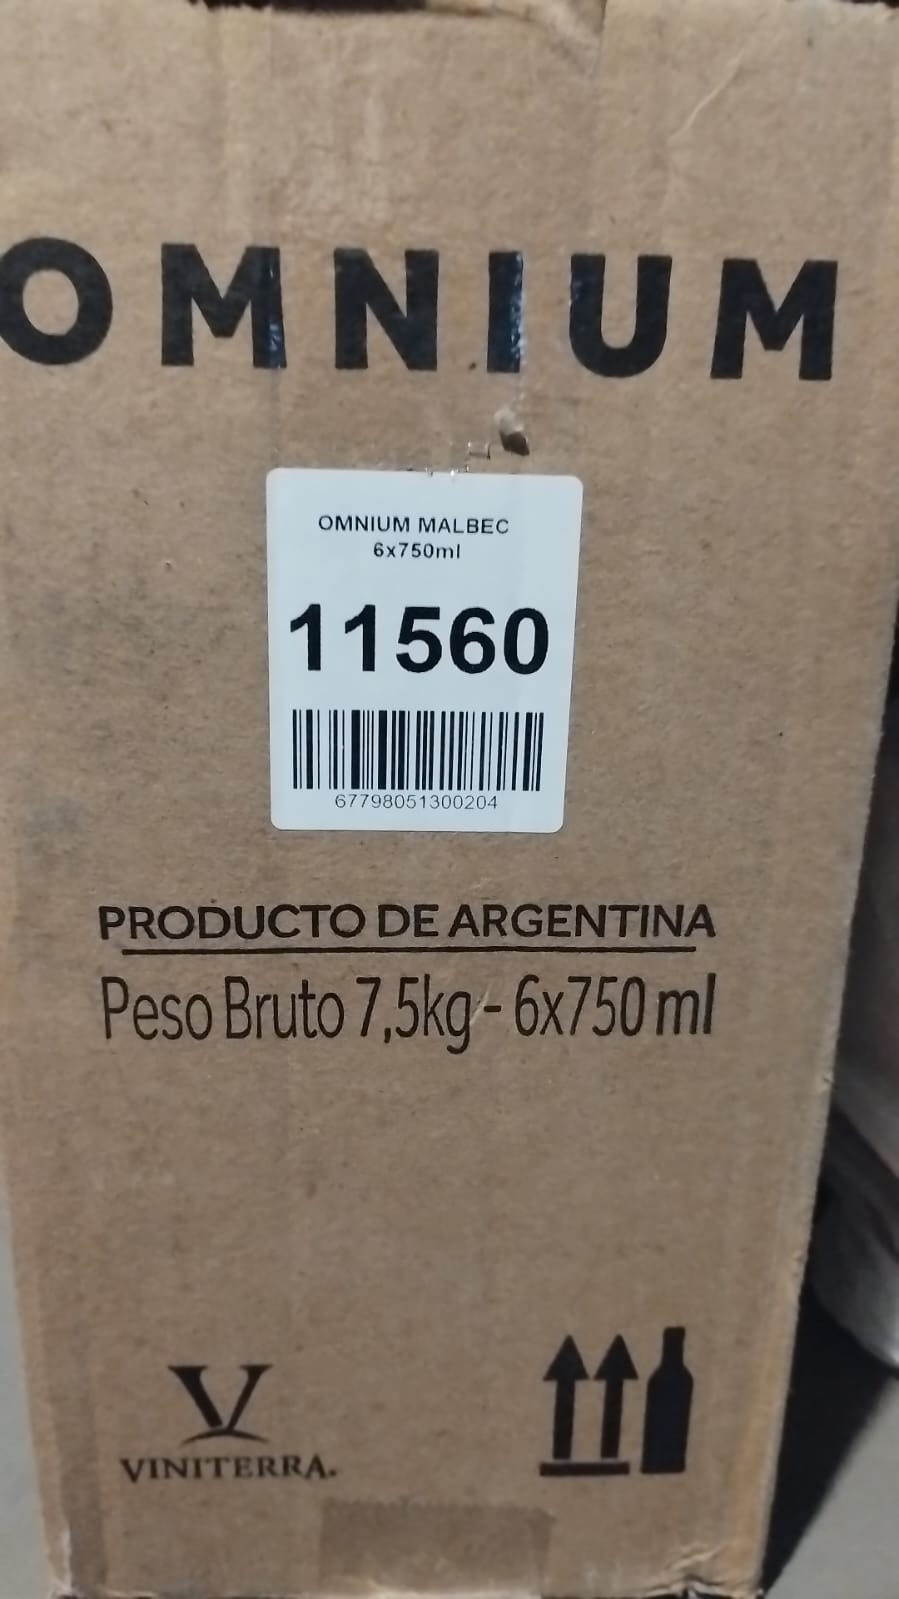 OMNIUM
OMNIUM MALBEC
6x750ml
11560
67798051300204
PRODUCTO DE ARGENTINA
Peso Bruto 7,5kg - 6x750 ml
VINITERRA.